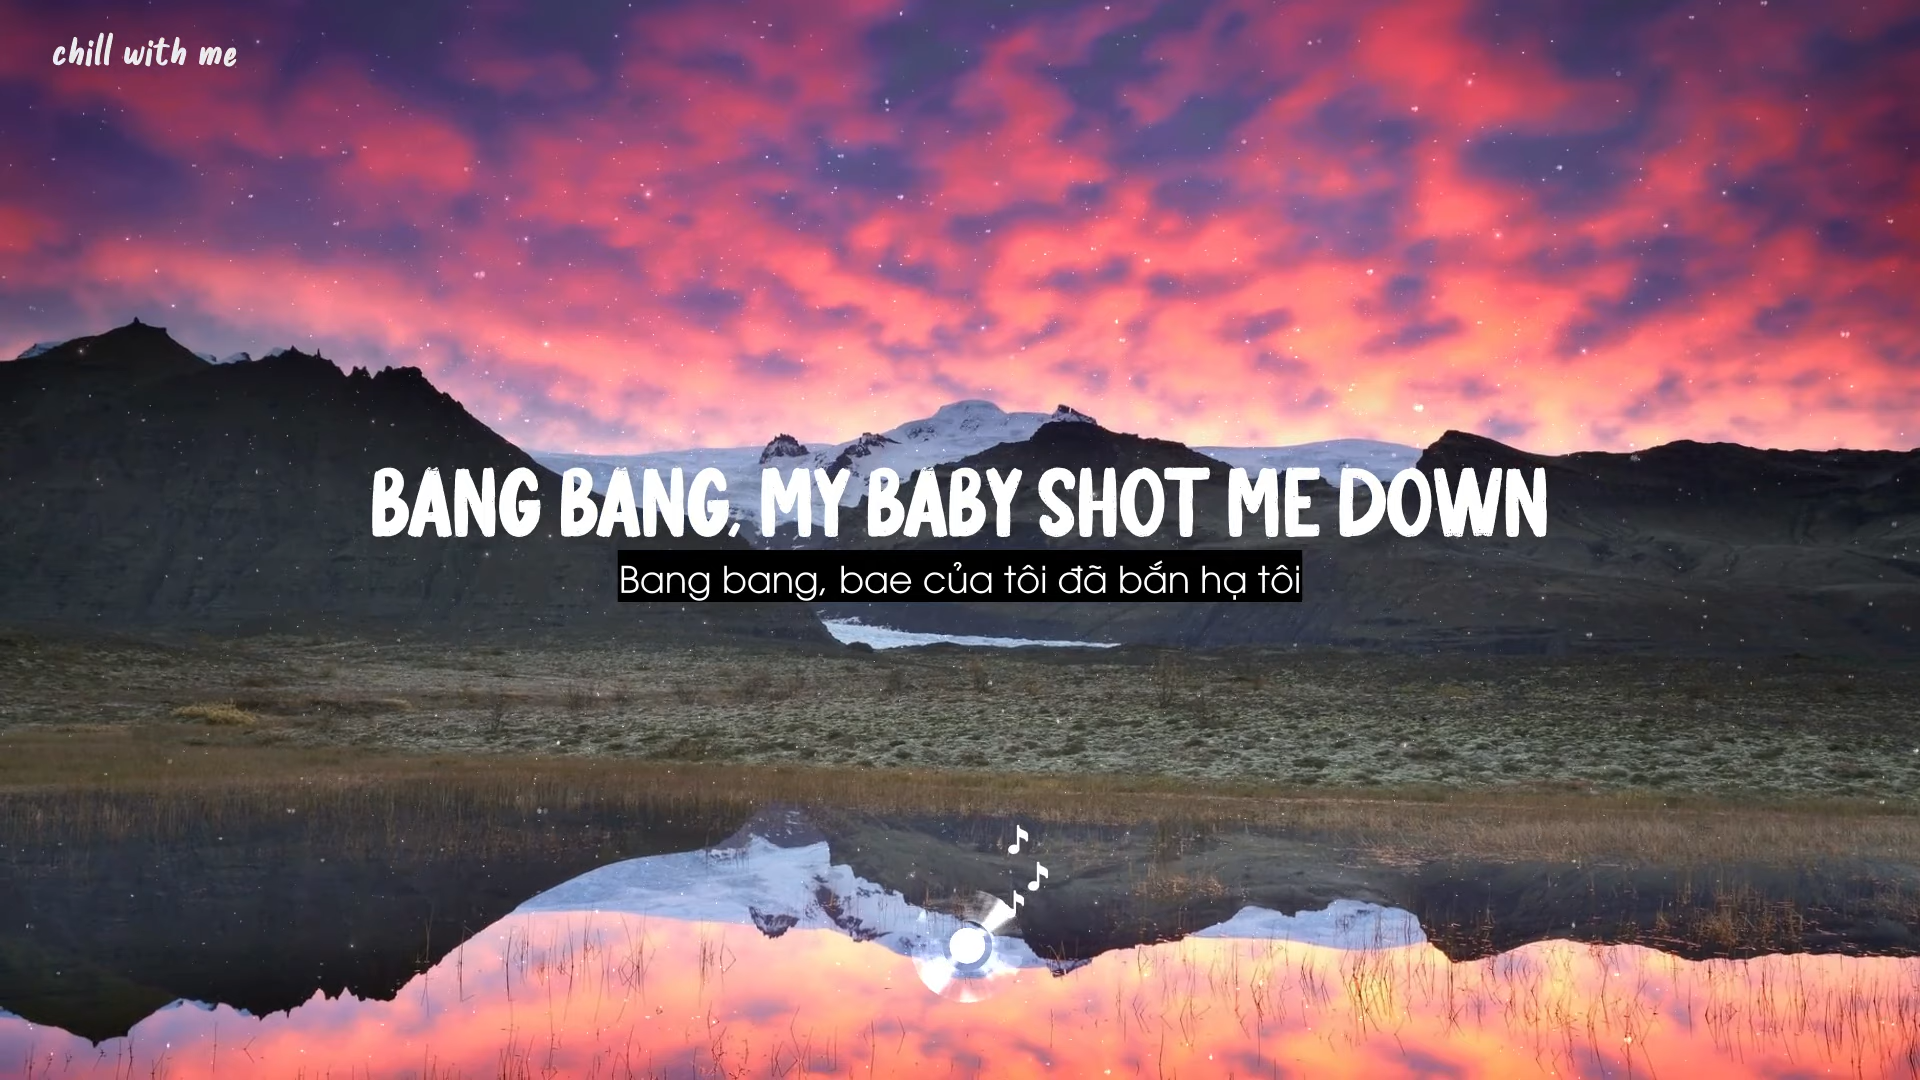 chill with me
BANG BANG, MY BABY SHOT ME DOWN
Bang bang, bae của tôi đã bắn hạ tôi